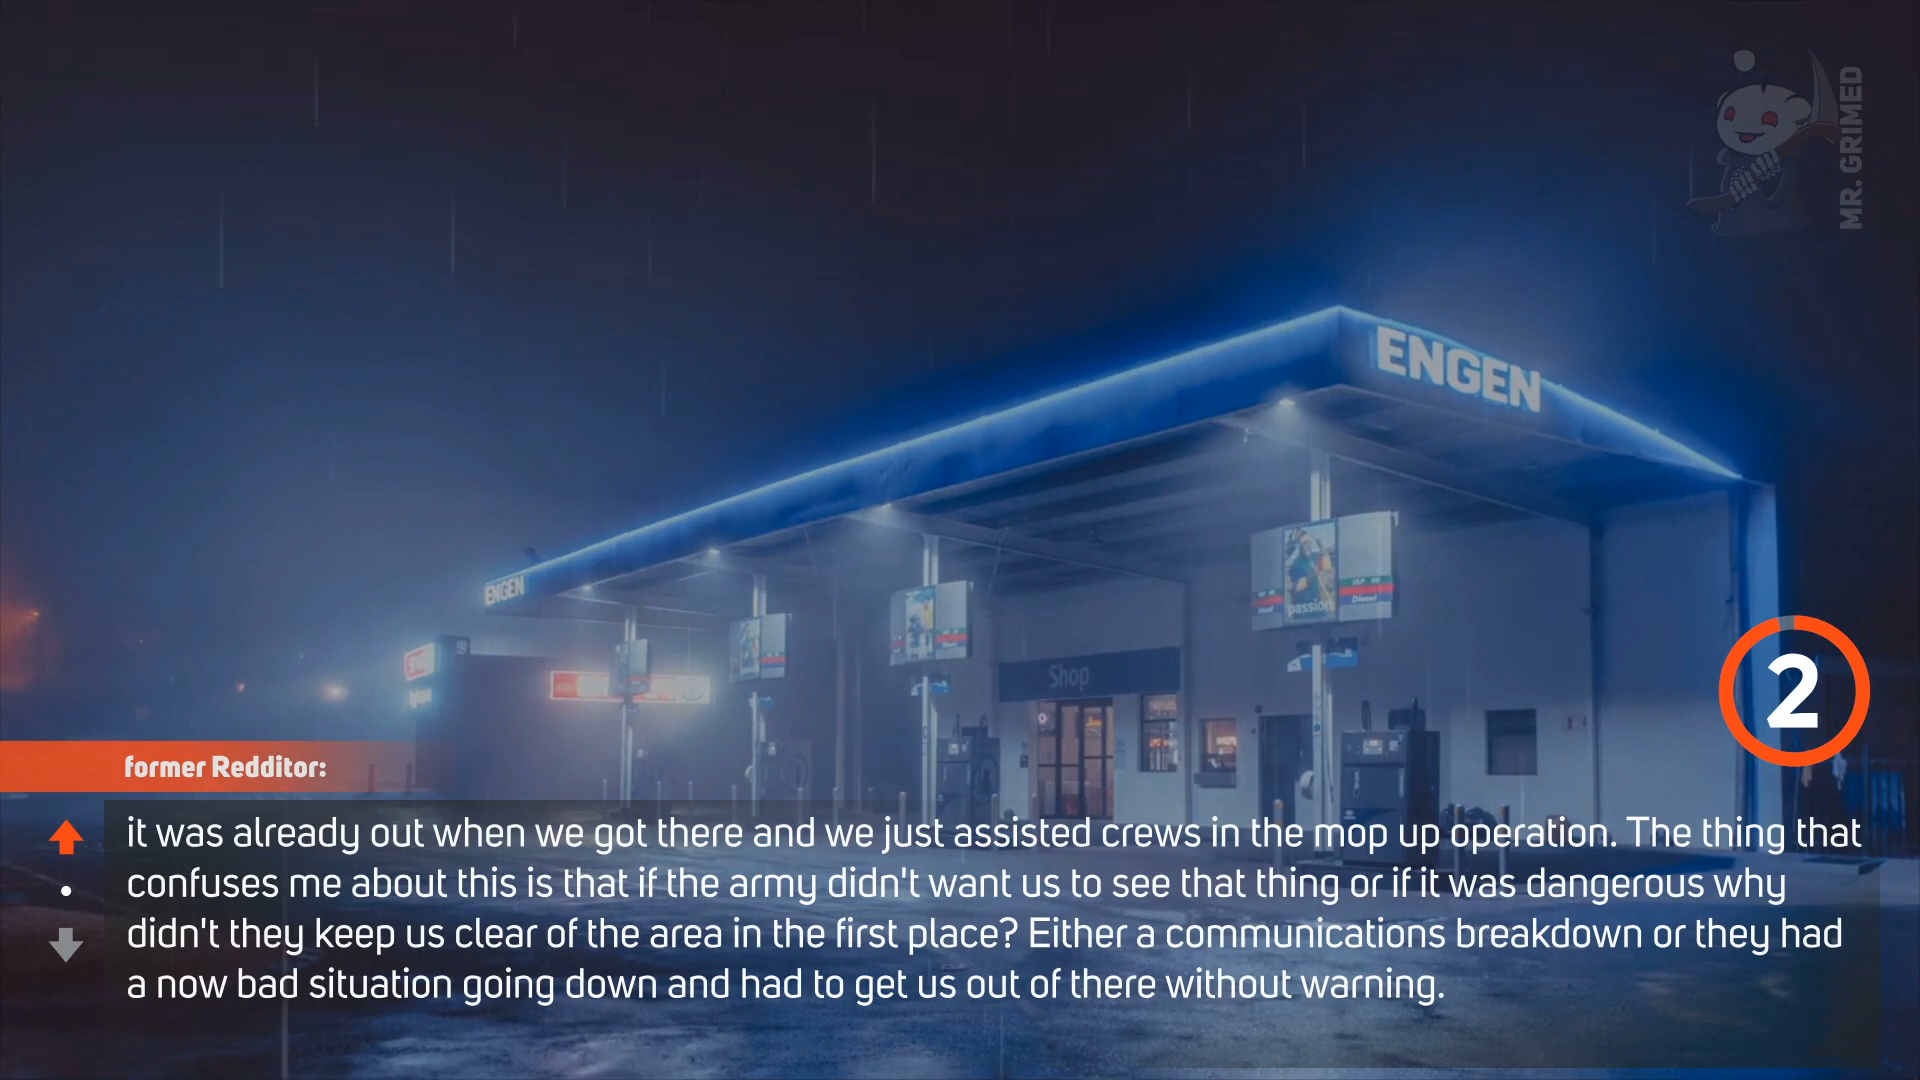 MR. GRIMED
ENGEN
ENGEN
passion
Diesel
Shop
2
former Redditor:
it was already out when we got there and we just assisted crews in the mop up operation. The thing that
confuses me about this is that if the army didn't want us to see that thing or if it was dangerous why
didn't they keep us clear of the area in the first place? Either a communications breakdown or they had
a now bad situation going down and had to get us out of there without warning.